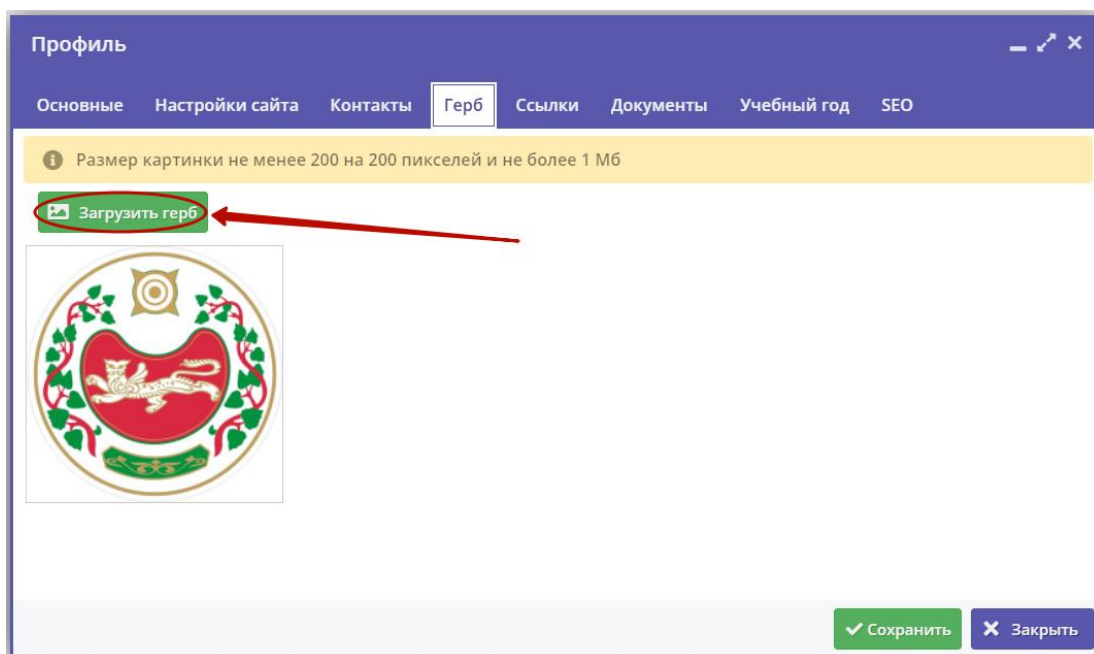 Профиль
Основные Настройки сайта Контакты Герб Ссылки Документы Учебный год SEO
Размер картинки не менее 200 на 200 пикселей и не более 1 Мб
Загрузить герб
Сохранить Закрыть